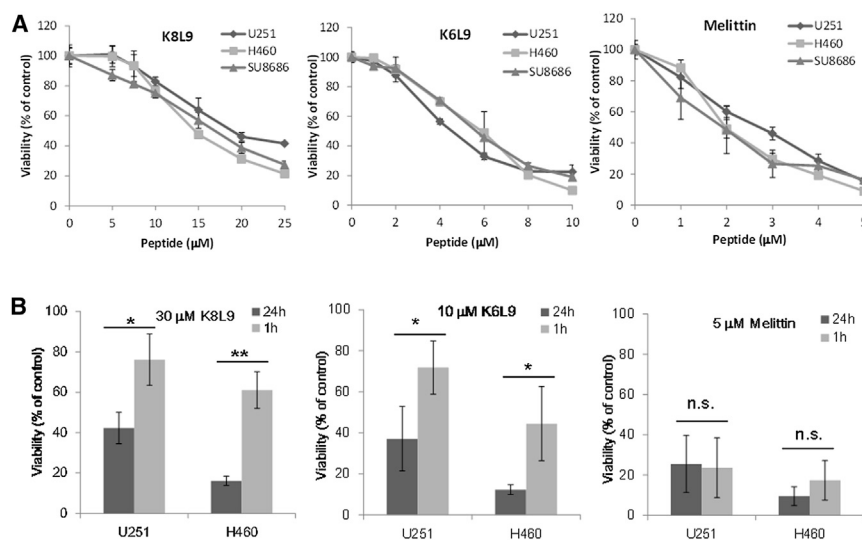 A
K8L9
U251
H460
SU8686
Viability (% of control)
120
100
80
60
40
20
0
0 5 10 15 20 25
Peptide (µM)
K6L9
U251
H460
SU8686
Viability (% of control)
120
100
80
60
40
20
0
0 2 4 6 8 10
Peptide (µM)
Melittin
U251
H460
SU8686
Viability (% of control)
120
100
80
60
40
20
0
0 1 2 3 4 5
Peptide (µM)
B
30 µM K8L9
24h
1h
Viability (% of control)
100
80
60
40
20
0
*
**
U251 H460
10 µM K6L9
24h
1h
Viability (% of control)
100
80
60
40
20
0
*
*
U251 H460
5 µM Melittin
24h
1h
Viability (% of control)
100
80
60
40
20
0
n.s.
n.s.
U251 H460